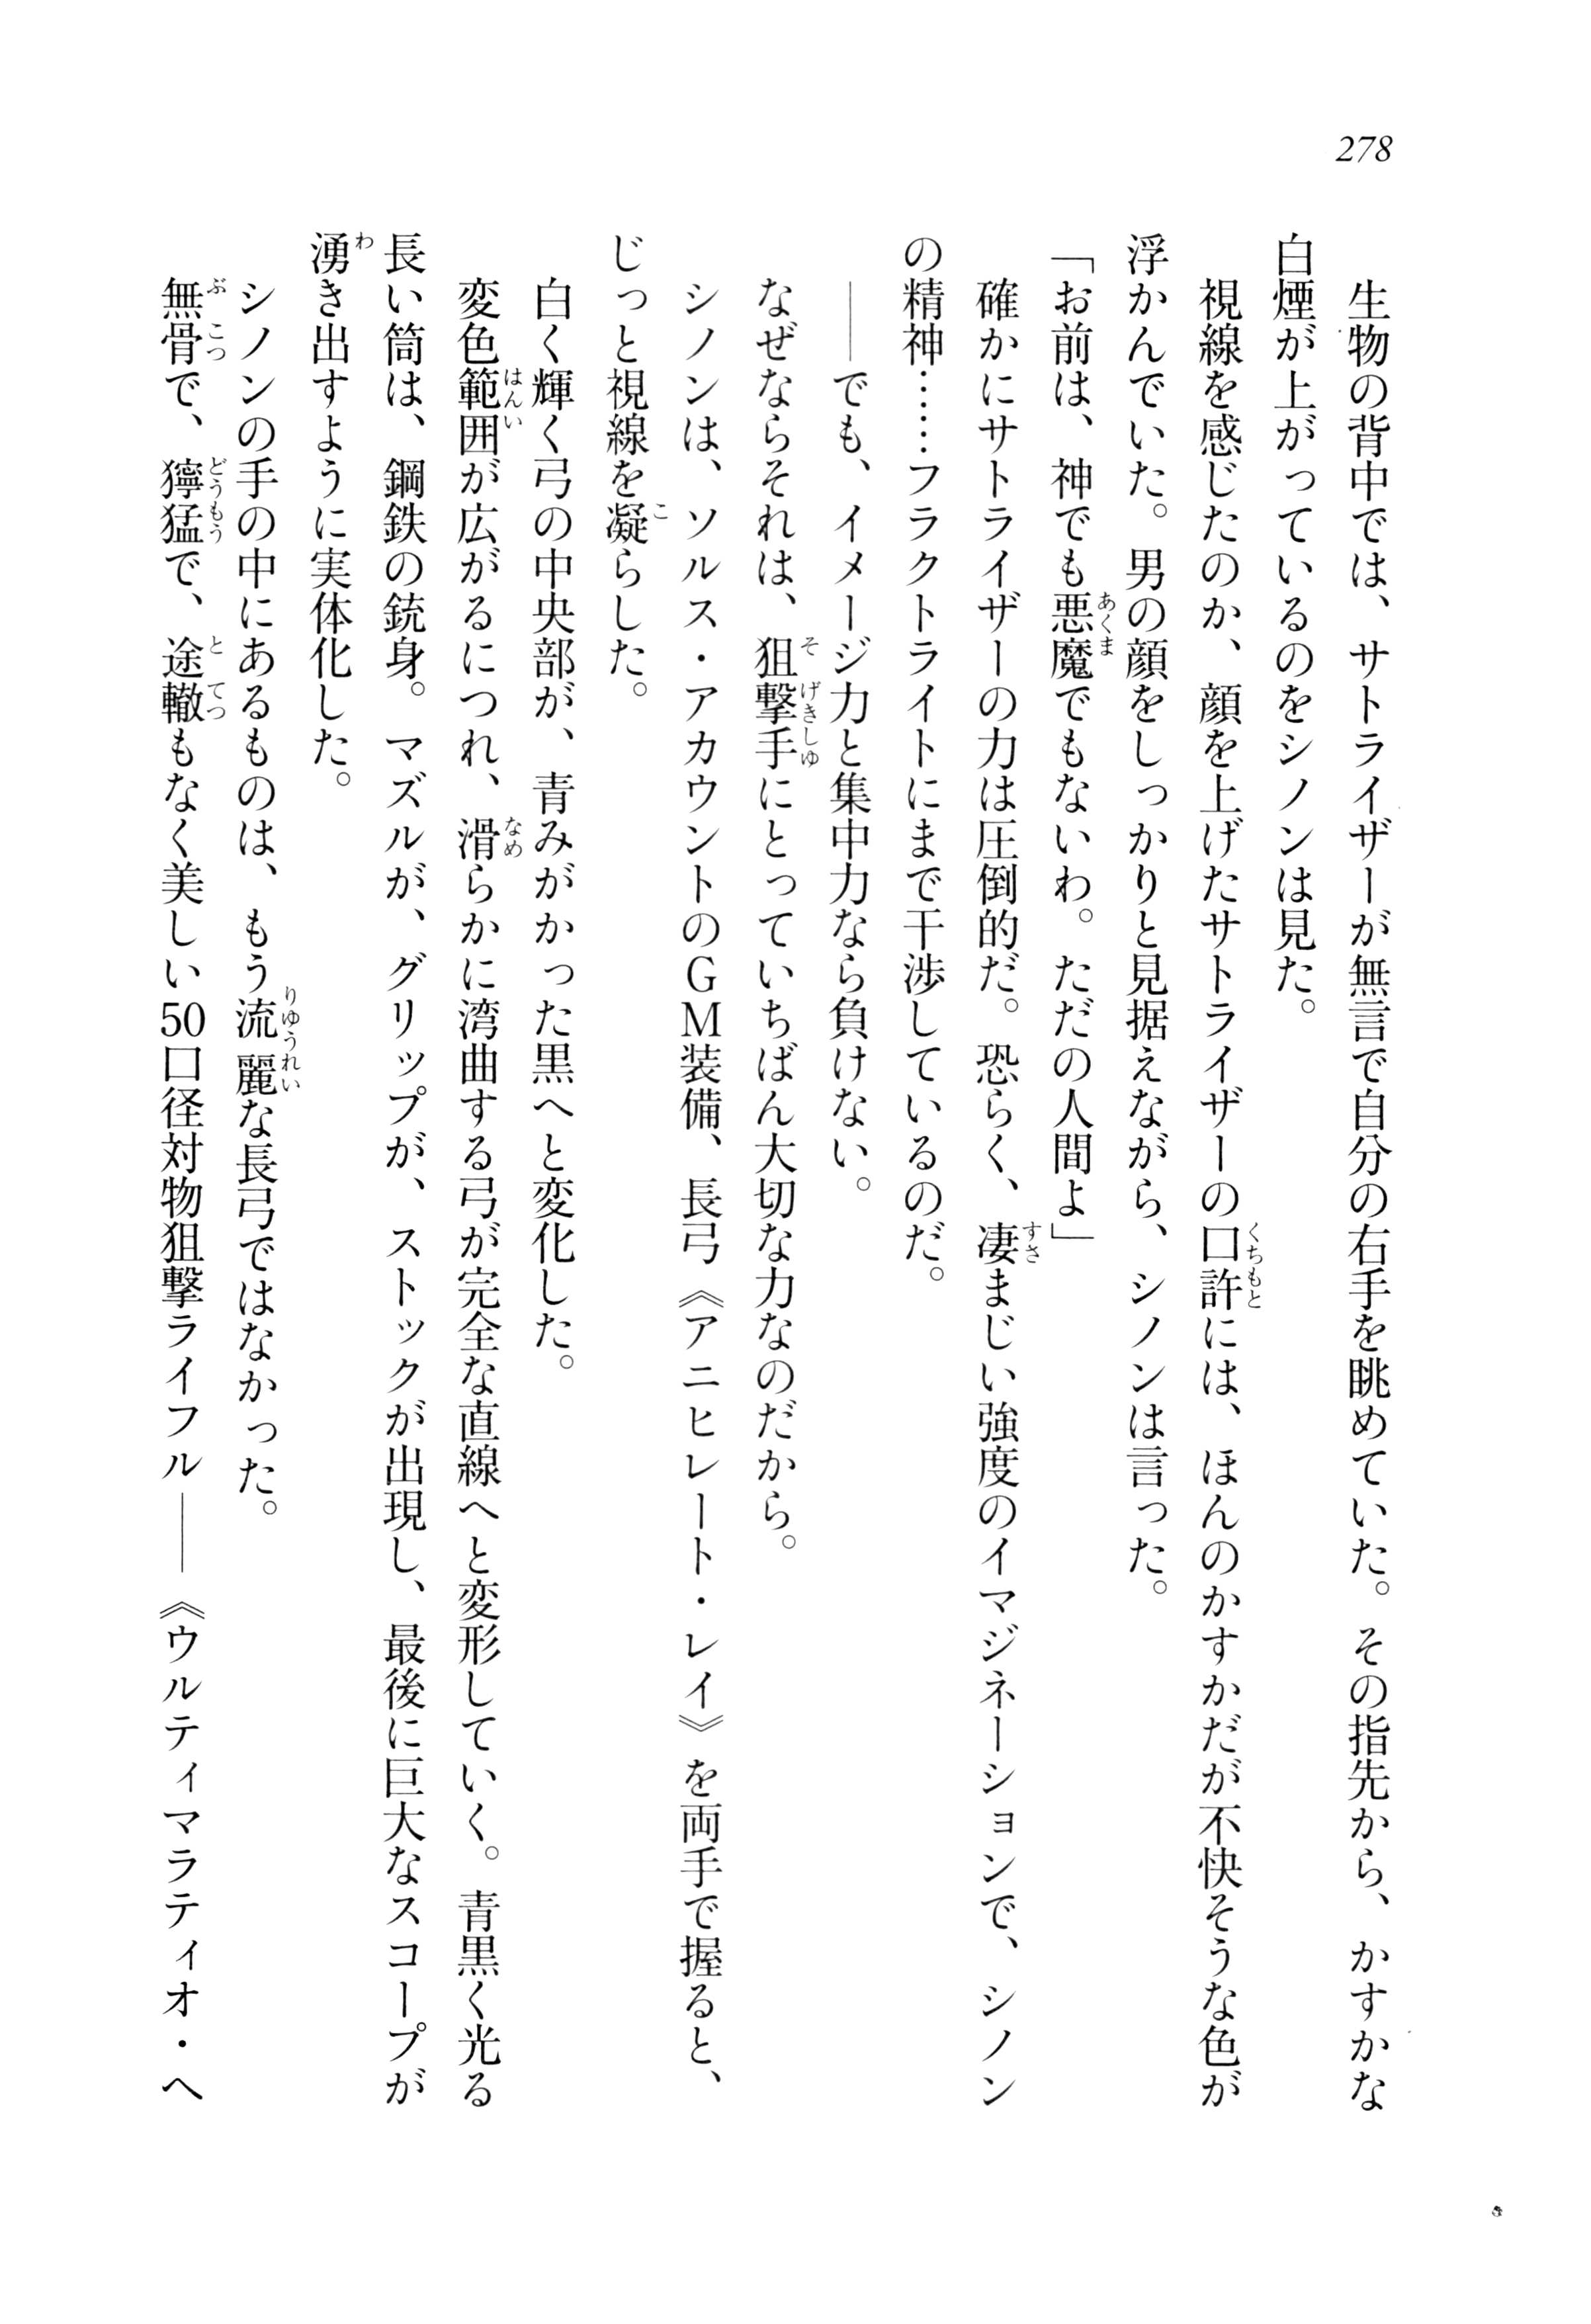 278
生物の背中では、サトライザーが無言で自分の右手を眺めていた。その指先から、かすかな
白煙が上がっているのをシノンは見た。
視線を感じたのか、顔を上げたサトライザーの口許には、ほんのかすかだが不快そうな色が
浮かんでいた。男の顔をしっかりと見据えながら、シノンは言った。
「お前は、神でも悪魔でもないわ。ただの人間よ」
確かにサトライザーの力は圧倒的だ。恐らく、凄まじい強度のイマジネーションで、シノン
の精神……フラクトライトにまで干渉しているのだ。
――でも、イメージ力と集中力なら負けない。
なぜならそれは、狙撃手にとっていちばん大切な力なのだから。
シノンは、ソルス・アカウントのGM装備、長弓《アニヒレート・レイ》を両手で握ると、
じっと視線を凝らした。
白く輝く弓の中央部が、青みがかった黒へと変化した。
変色範囲が広がるにつれ、滑らかに湾曲する弓が完全な直線へと変形していく。青黒く光る
長い筒は、鋼鉄の銃身。マズルが、グリップが、ストックが出現し、最後に巨大なスコープが
湧き出すように実体化した。
シノンの手の中にあるものは、もう流麗な長弓ではなかった。
無骨で、獰猛で、途轍もなく美しい50口径対物狙撃ライフル――《ウルティマラティオ・ヘ